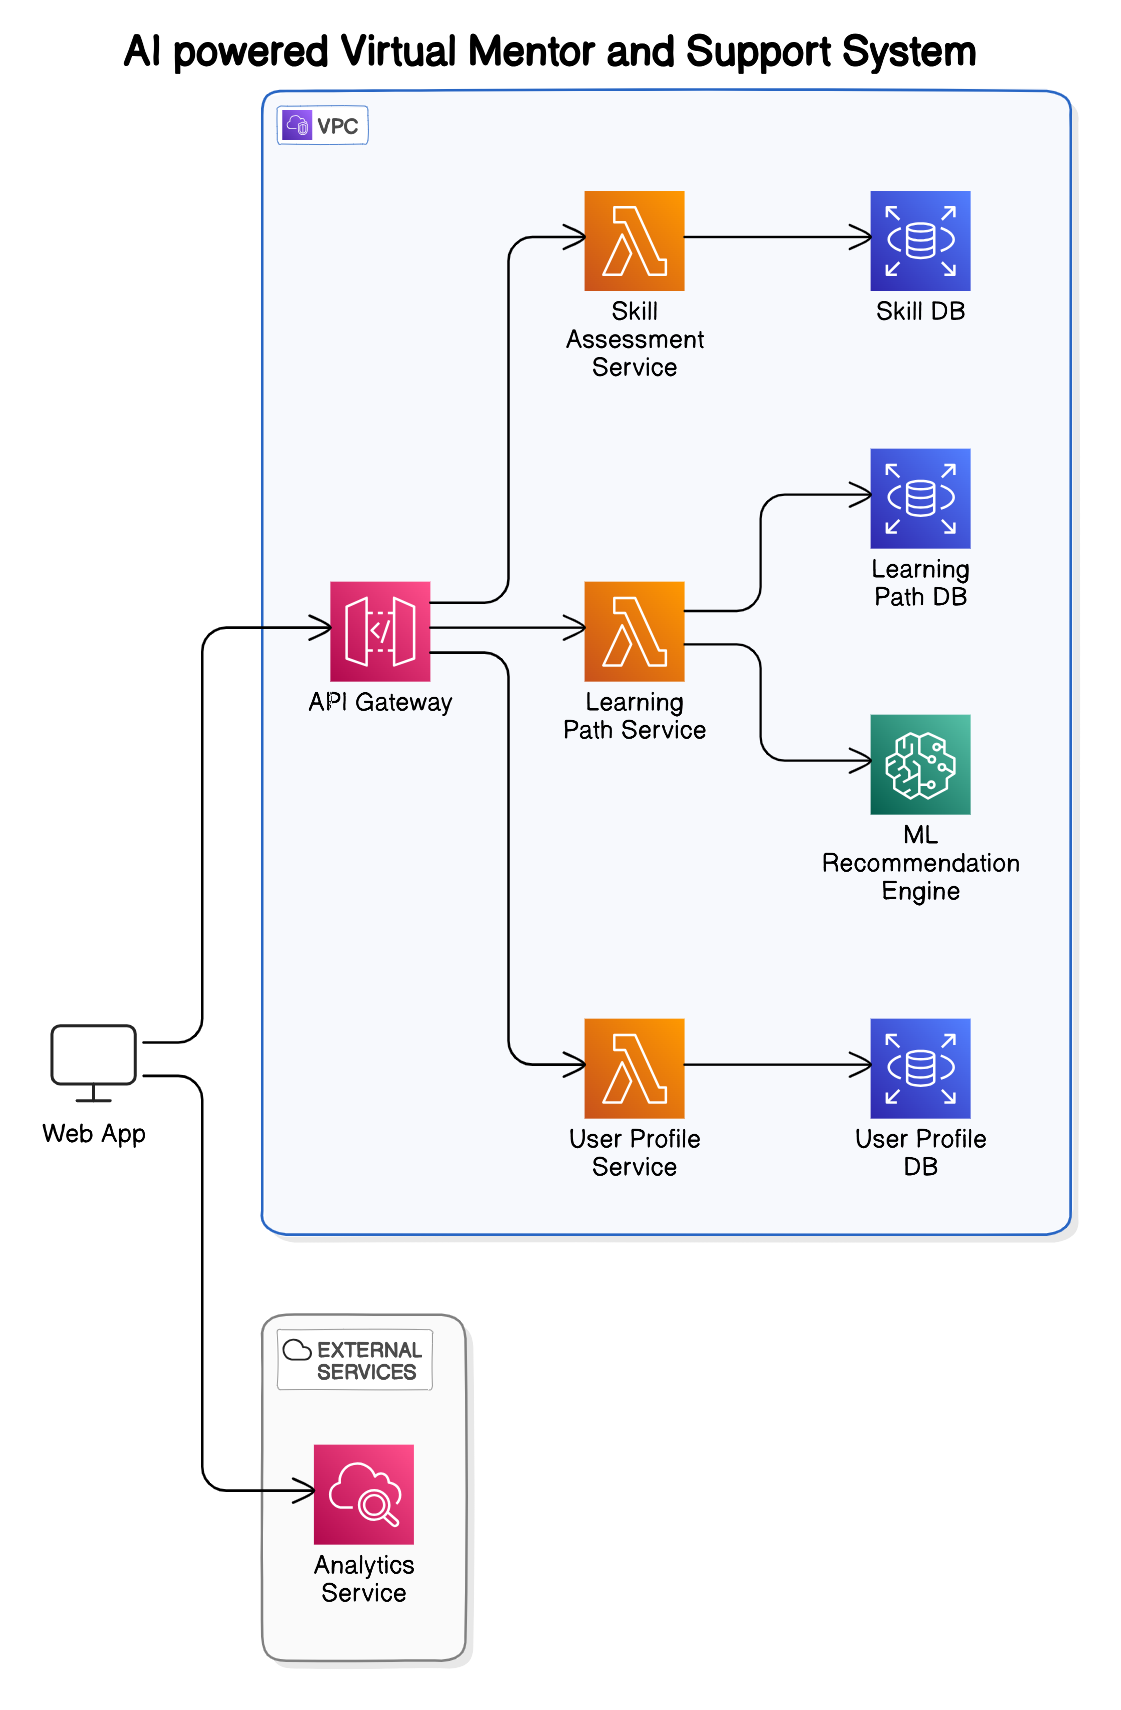 AI powered Virtual Mentor and Support System
VPC
Skill
Assessment
Service
Skill DB
Learning
Path DB
API Gateway
Learning
Path Service
ML
Recommendation
Engine
Web App
User Profile
Service
User Profile
DB
EXTERNAL
SERVICES
Analytics
Service